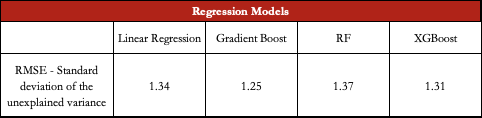 Regression Models
Linear Regression Gradient Boost RF XGBoost
RMSE - Standard
deviation of the
unexplained variance
1.34 1.25 1.37 1.31